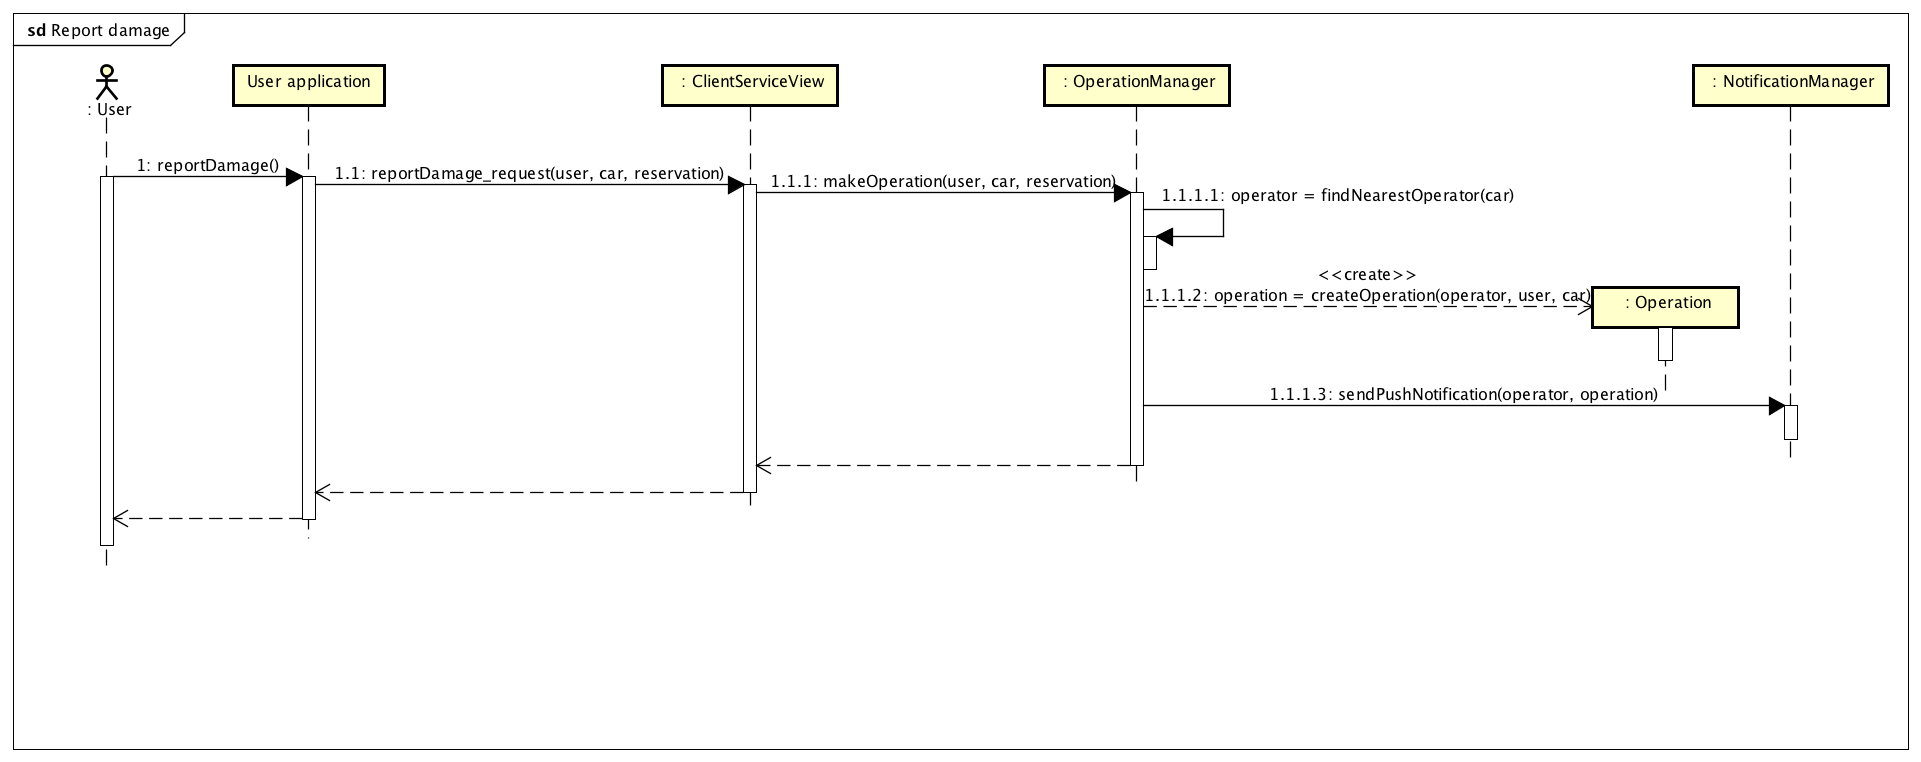 sd Report damage
: User
User application
: ClientServiceView
: OperationManager
: NotificationManager
1: reportDamage()
1.1: reportDamage_request(user, car, reservation)
1.1.1: makeOperation(user, car, reservation)
1.1.1.1: operator = findNearestOperator(car)
<<create>>
1.1.1.2: operation = createOperation(operator, user, car)
: Operation
1.1.1.3: sendPushNotification(operator, operation)